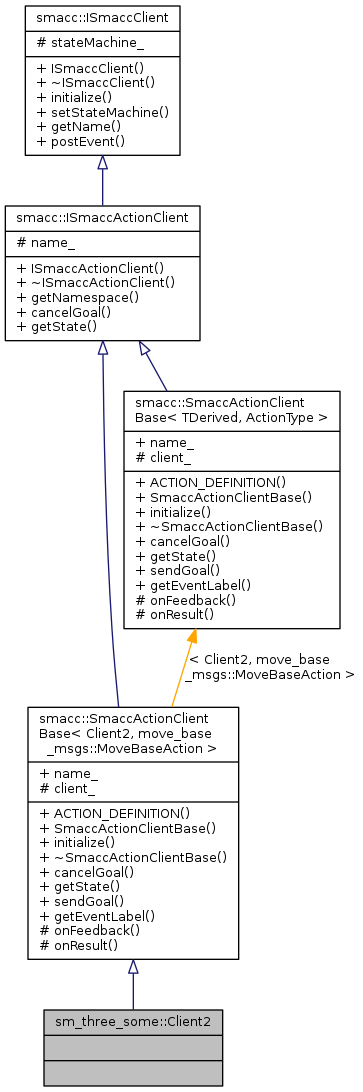 smacc::ISmaccClient
# stateMachine_
+ ISmaccClient()
+ ~ISmaccClient()
+ initialize()
+ setStateMachine()
+ getName()
+ postEvent()
smacc::ISmaccActionClient
# name_
+ ISmaccActionClient()
+ ~ISmaccActionClient()
+ getNamespace()
+ cancelGoal()
+ getState()
smacc::SmaccActionClient
Base< TDerived, ActionType >
+ name_
# client_
+ ACTION_DEFINITION()
+ SmaccActionClientBase()
+ initialize()
+ ~SmaccActionClientBase()
+ cancelGoal()
+ getState()
+ sendGoal()
+ getEventLabel()
# onFeedback()
# onResult()
< Client2, move_base
_msgs::MoveBaseAction >
smacc::SmaccActionClient
Base< Client2, move_base
_msgs::MoveBaseAction >
+ name_
# client_
+ ACTION_DEFINITION()
+ SmaccActionClientBase()
+ initialize()
+ ~SmaccActionClientBase()
+ cancelGoal()
+ getState()
+ sendGoal()
+ getEventLabel()
# onFeedback()
# onResult()
sm_three_some::Client2